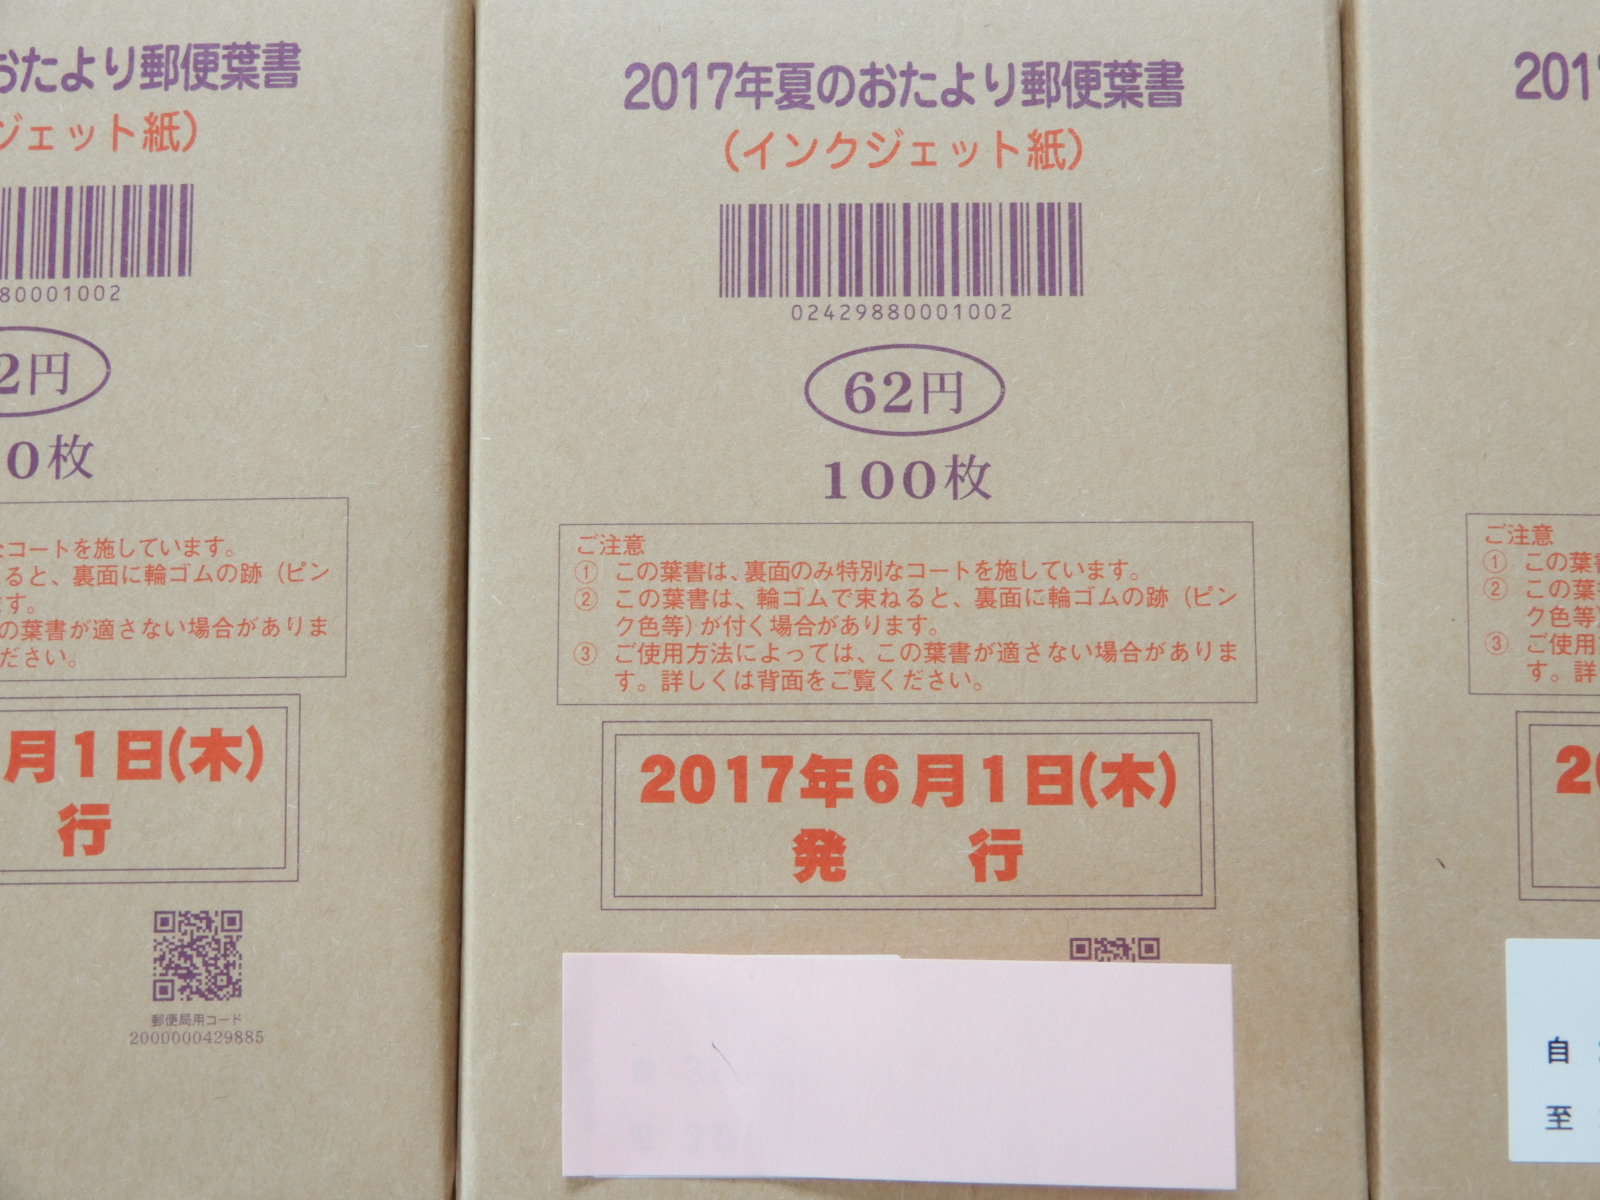 おたより郵便葉書
ジェット紙)
80001002
2円
0枚
なコートを施しています。
ると、裏面に輪ゴムの跡(ピン
ます。
の葉書が適さない場合がありま
ださい。
月1日(木)
行
郵便局用コード
2000000429885
2017年夏のおたより郵便葉書
(インクジェット紙)
02429880001002
62円
100枚
ご注意
① この葉書は、裏面のみ特別なコートを施しています。
② この葉書は、輪ゴムで束ねると、裏面に輪ゴムの跡(ピン
ク色等)が付く場合があります。
③ ご使用方法によっては、この葉書が適さない場合がありま
す。詳しくは背面をご覧ください。
2017年6月1日(木)
発 行
201
ご注意
① この葉
② この葉
ク色等)
③ ご使用
す。詳
2
自
至